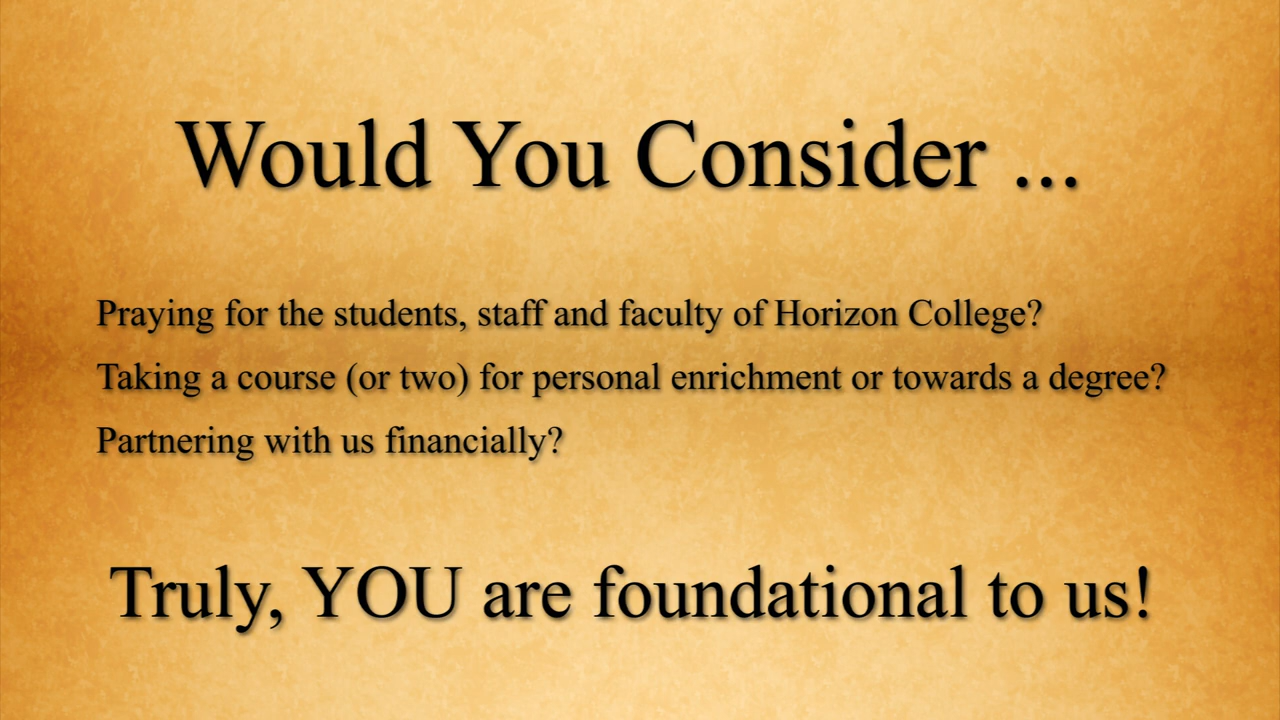 Would You Consider ...
Praying for the students, staff and faculty of Horizon College?
Taking a course (or two) for personal enrichment or towards a degree?
Partnering with us financially?
Truly, YOU are foundational to us!